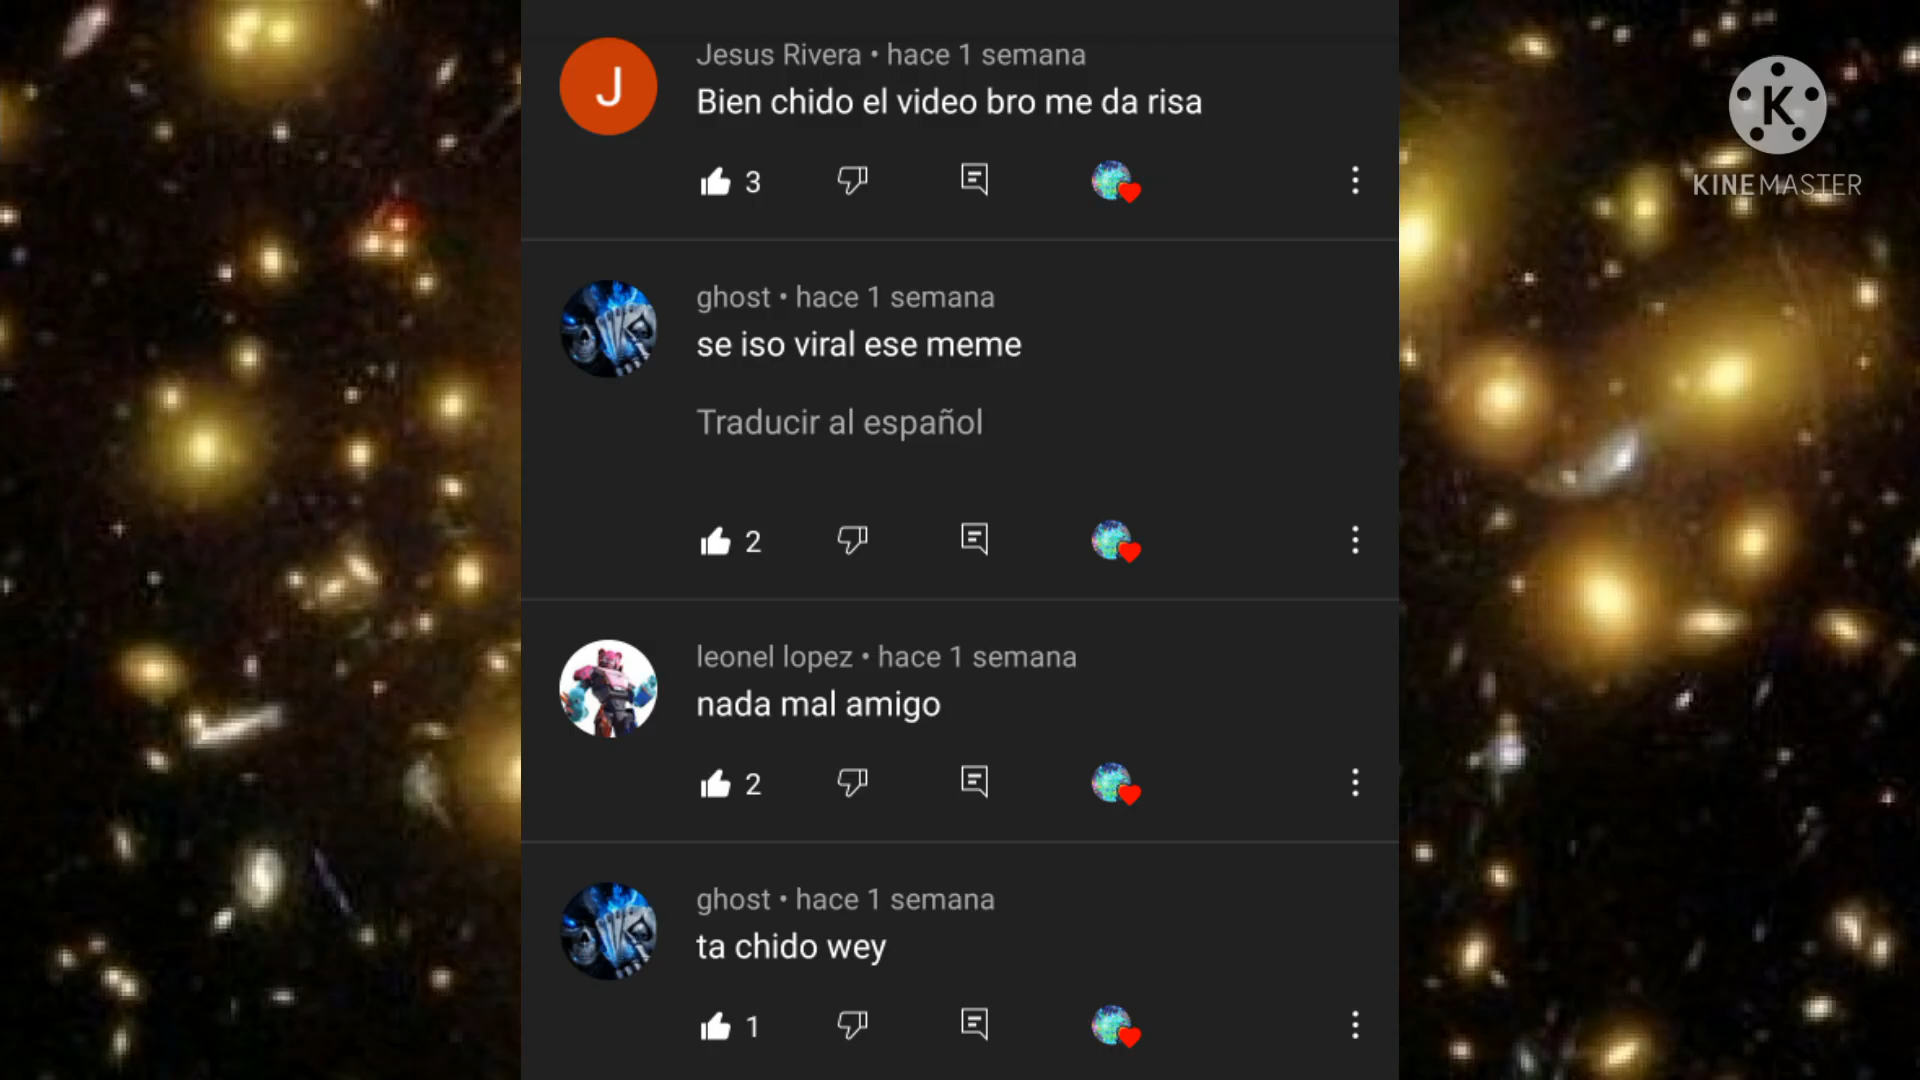 Jesus Rivera • hace 1 semana
Bien chido el video bro me da risa
3
K
KINEMASTER
ghost • hace 1 semana
se iso viral ese meme
Traducir al español
2
leonel lopez • hace 1 semana
nada mal amigo
2
ghost • hace 1 semana
ta chido wey
1
J